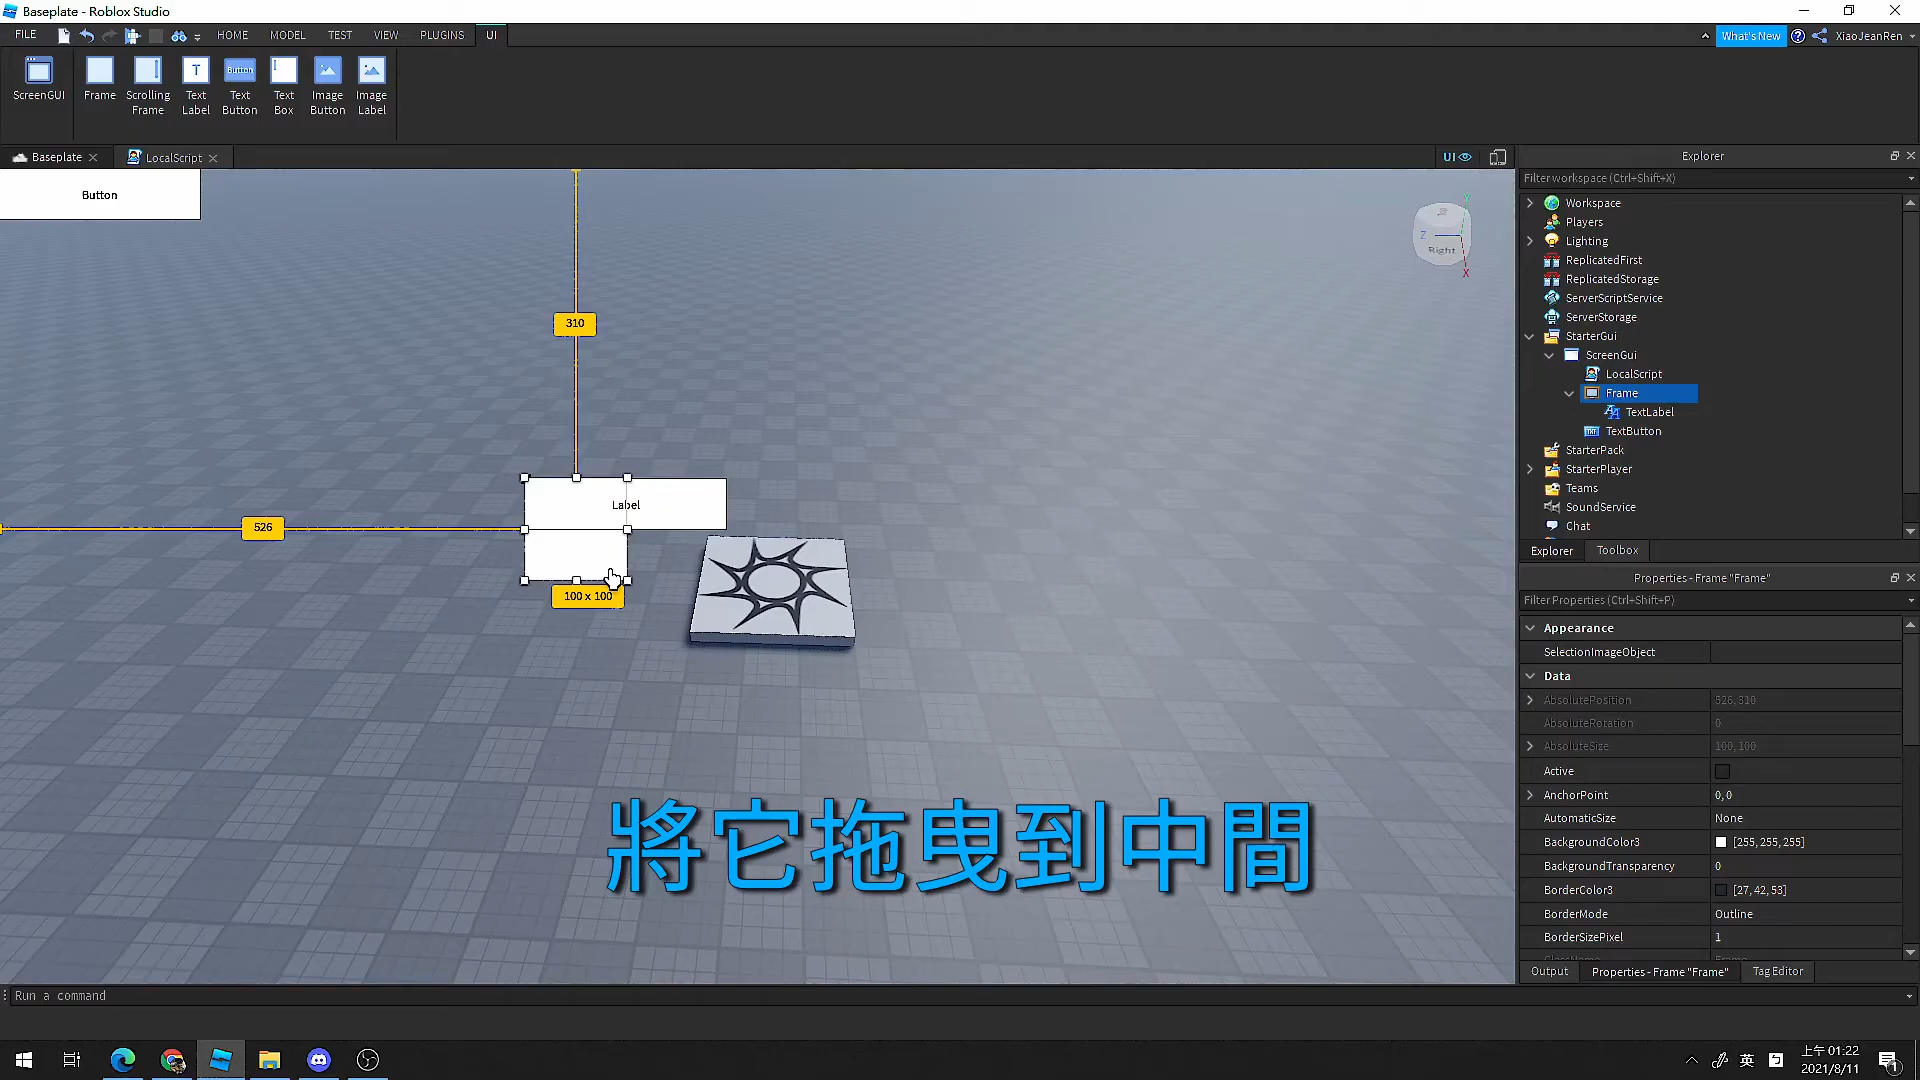 Baseplate - Roblox Studio
FILE
HOME
MODEL
TEST
VIEW
PLUGINS
UI
What's New
XiaoJeanRen
ScreenGUI
Frame
Scrolling
Frame
Text
Label
Button
Text
Button
Text
Box
Image
Button
Image
Label
Baseplate
LocalScript
UI
Explorer
Filter workspace (Ctrl+Shift+X)
Button
310
526
Label
100 x 100
Right
Y
Z
X
將它拖曳到中間
Workspace
Players
Lighting
ReplicatedFirst
ReplicatedStorage
ServerScriptService
ServerStorage
StarterGui
ScreenGui
LocalScript
Frame
TextLabel
TextButton
StarterPack
StarterPlayer
Teams
SoundService
Chat
Explorer
Toolbox
Properties - Frame "Frame"
Filter Properties (Ctrl+Shift+P)
Appearance
SelectionImageObject
Data
AbsolutePosition 526,310
AbsoluteRotation 0
AbsoluteSize 100,100
Active
AnchorPoint 0,0
AutomaticSize None
BackgroundColor3 [255,255,255]
BackgroundTransparency 0
BorderColor3 [27,42,53]
BorderMode Outline
BorderSizePixel 1
Output
Properties - Frame "Frame"
Tag Editor
Run a command
英
上午 01:22
2021/8/11
1